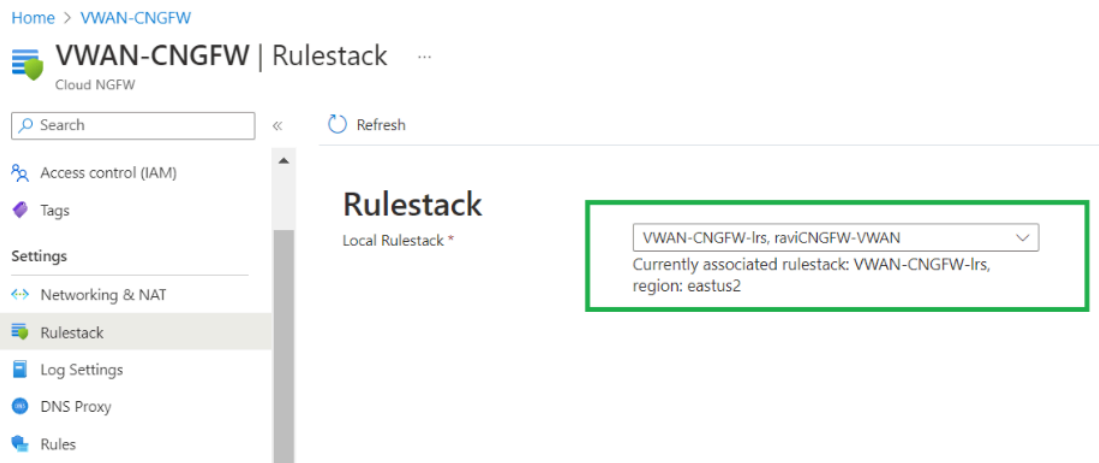 Home > VWAN-CNGFW
VWAN-CNGFW | Rulestack ...
Cloud NGFW
Search «
Refresh
Access control (IAM)
Tags
Settings
Networking & NAT
Rulestack
Log Settings
DNS Proxy
Rules
Rulestack
Local Rulestack *
VWAN-CNGFW-lrs, raviCNGFW-VWAN
Currently associated rulestack: VWAN-CNGFW-lrs,
region: eastus2